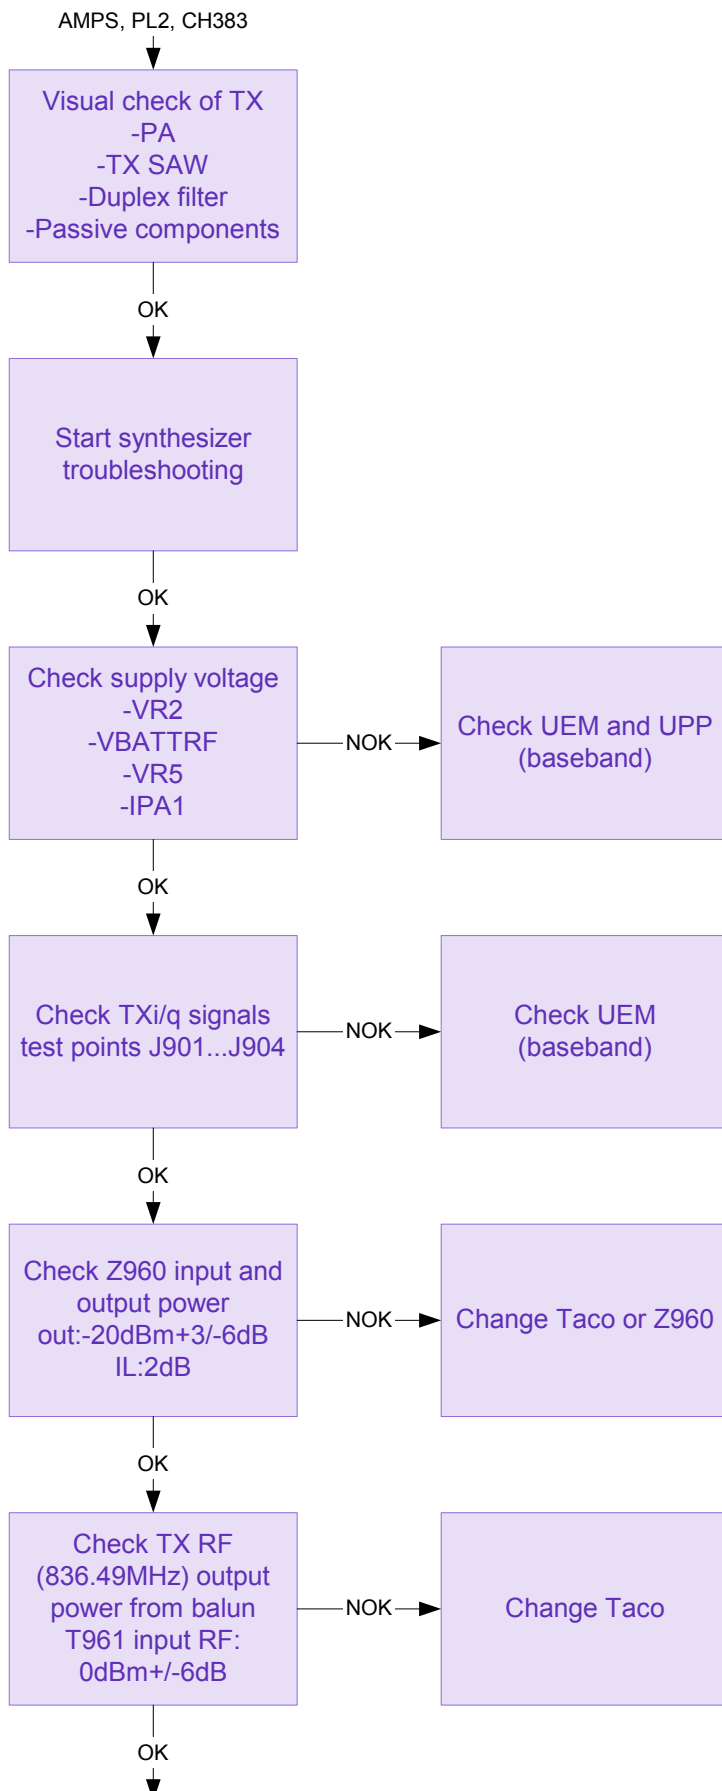 AMPS, PL2, CH383
Visual check of TX
-PA
-TX SAW
-Duplex filter
-Passive components
OK
Start synthesizer
troubleshooting
OK
Check supply voltage
-VR2
-VBATTRF
-VR5
-IPA1
NOK
Check UEM and UPP
(baseband)
OK
Check TXi/q signals
test points J901...J904
NOK
Check UEM
(baseband)
OK
Check Z960 input and
output power
out:-20dBm+3/-6dB
IL:2dB
NOK
Change Taco or Z960
OK
Check TX RF
(836.49MHz) output
power from balun
T961 input RF:
0dBm+/-6dB
NOK
Change Taco
OK